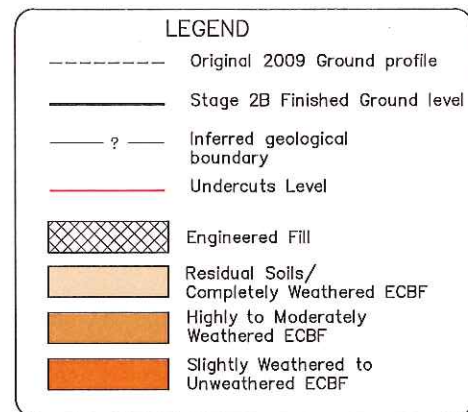 LEGEND
Original 2009 Ground profile
Stage 2B Finished Ground level
?
Inferred geological
boundary
Undercuts Level
Engineered Fill
Residual Soils/
Completely Weathered ECBF
Highly to Moderately
Weathered ECBF
Slightly Weathered to
Unweathered ECBF